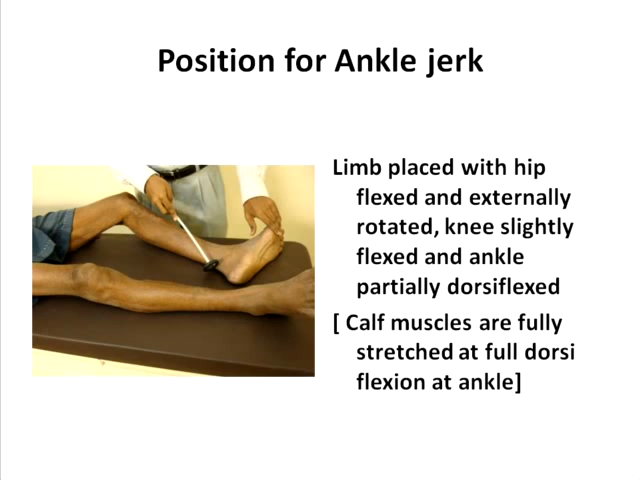 Position for Ankle jerk
Limb placed with hip
flexed and externally
rotated, knee slightly
flexed and ankle
partially dorsiflexed
[ Calf muscles are fully
stretched at full dorsi
flexion at ankle]